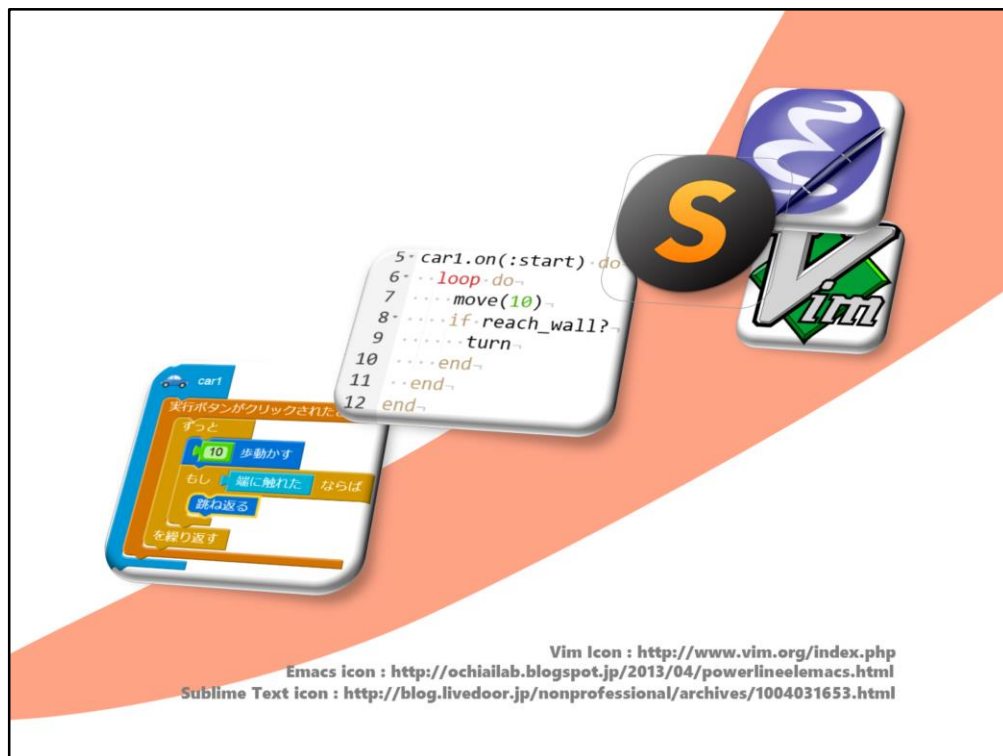 5 car1.on(:start) do
6 loop do
7 move(10)
8 if reach_wall?
9 turn
10 end
11 end
12 end
S
Vim
car1
実行ボタンがクリックされたと
ずっと
10 歩動かす
もし 端に触れた ならば
跳ね返る
を繰り返す
Vim Icon : http://www.vim.org/index.php
Emacs icon : http://ochiailab.blogspot.jp/2013/04/powerlineelemacs.html
Sublime Text icon : http://blog.livedoor.jp/nonprofessional/archives/1004031653.html